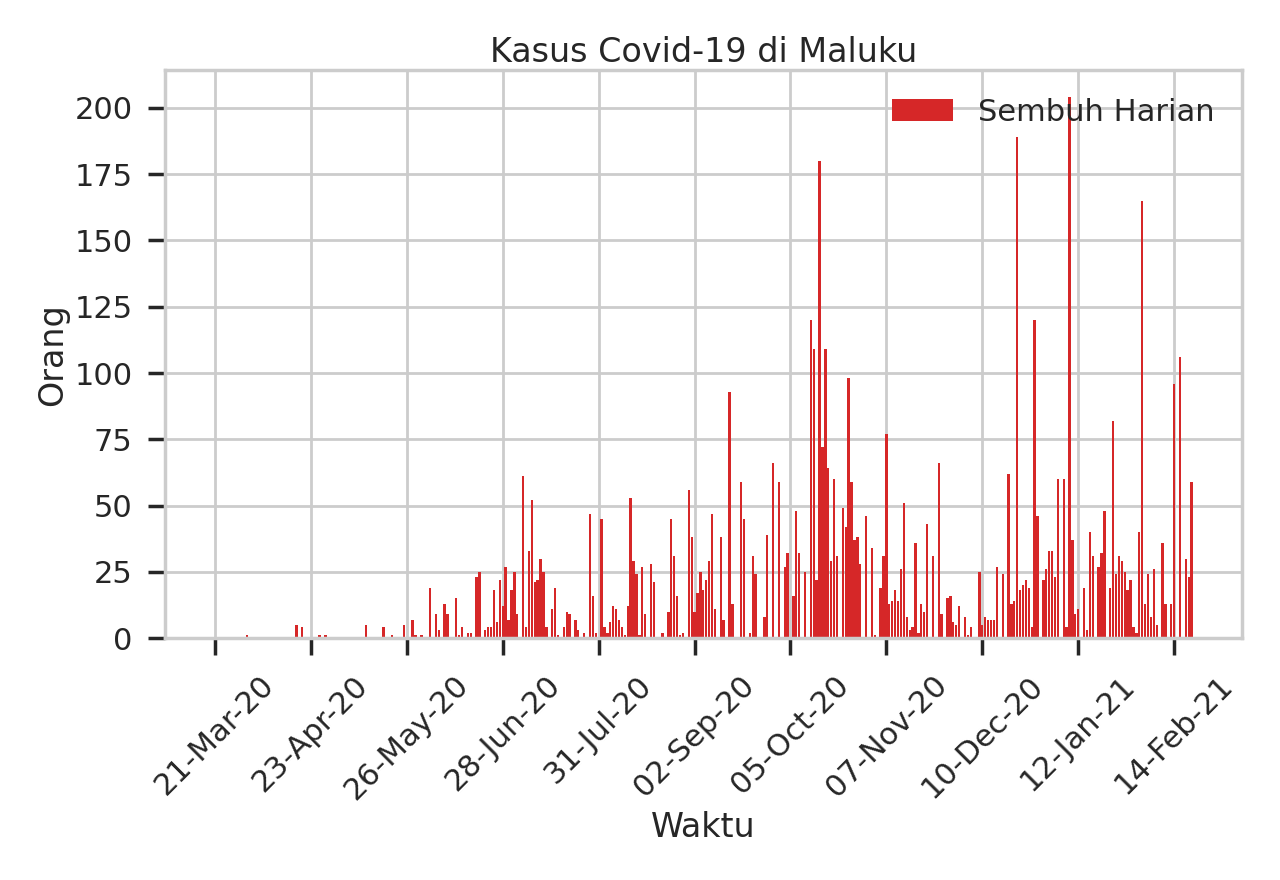 Kasus Covid-19 di Maluku
Sembuh Harian
Orang
200
175
150
125
100
75
50
25
0
21-Mar-20
23-Apr-20
26-May-20
28-Jun-20
31-Jul-20
02-Sep-20
05-Oct-20
07-Nov-20
10-Dec-20
12-Jan-21
14-Feb-21
Waktu